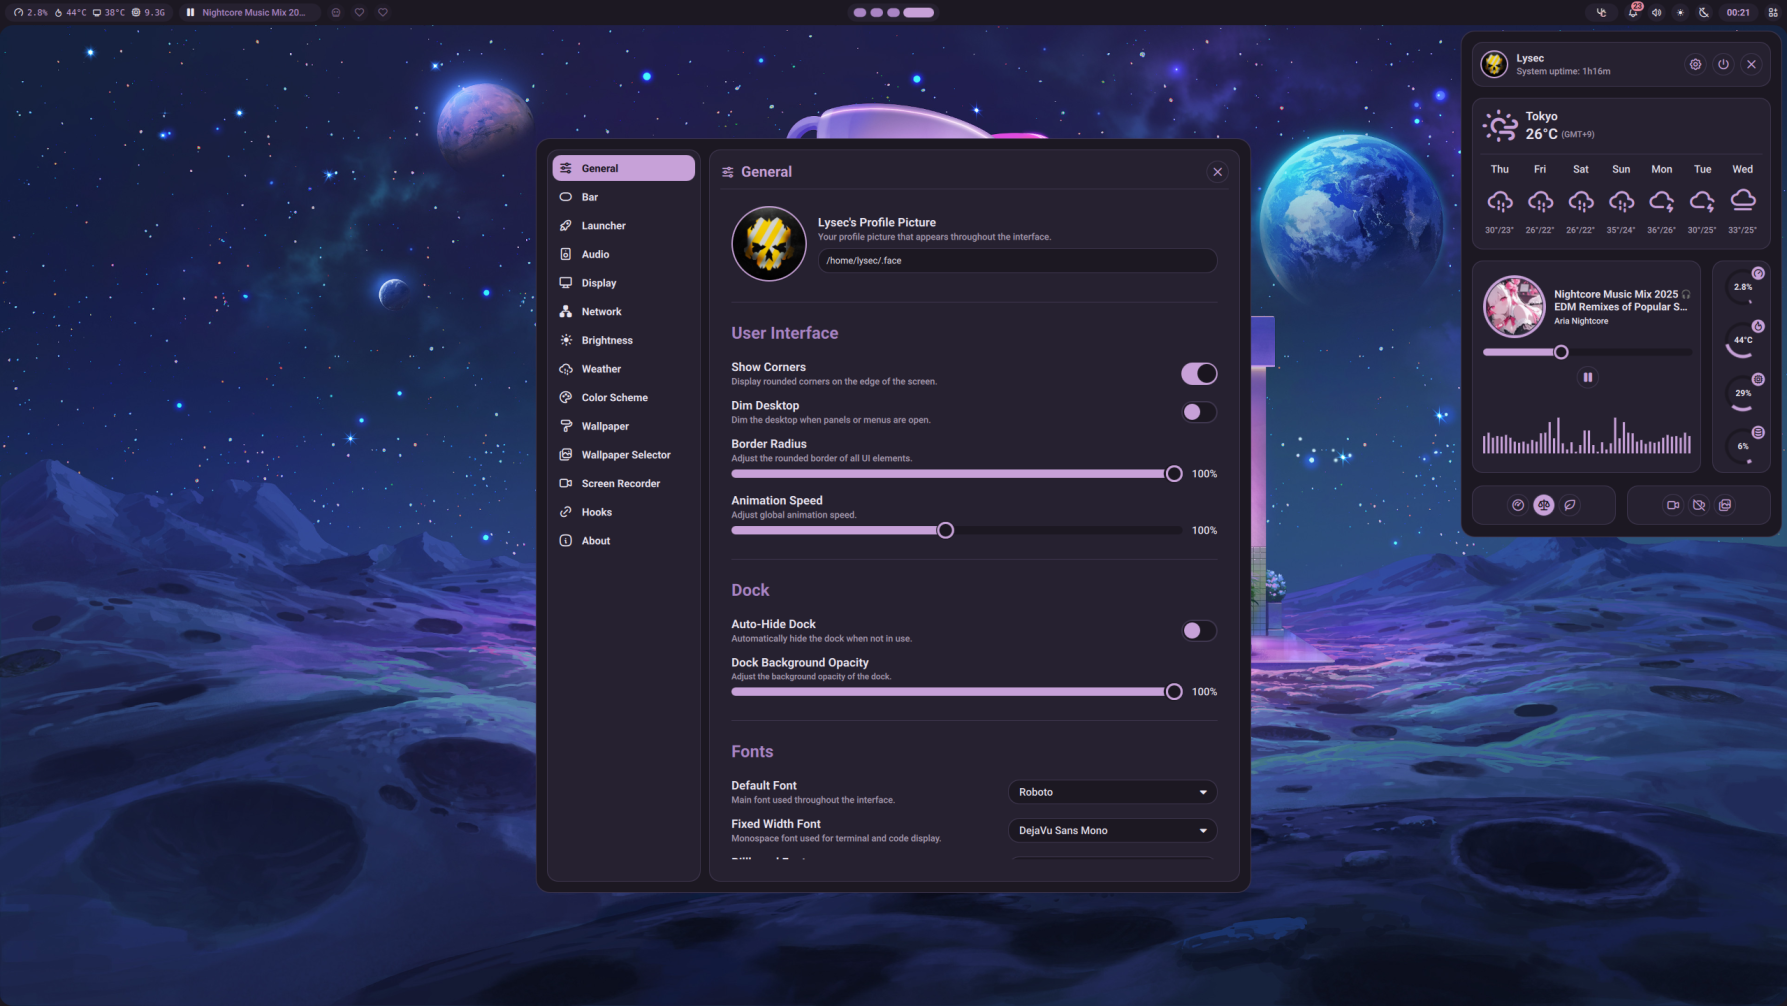 2.8% 44°C 38°C 9.3G Nightcore Music Mix 20...
23
00:21
General
Bar
Launcher
Audio
Display
Network
Brightness
Weather
Color Scheme
Wallpaper
Wallpaper Selector
Screen Recorder
Hooks
About
General
Lysec's Profile Picture
Your profile picture that appears throughout the interface.
/home/lysec/.face
User Interface
Show Corners
Display rounded corners on the edge of the screen.
Dim Desktop
Dim the desktop when panels or menus are open.
Border Radius
Adjust the rounded border of all UI elements.
100%
Animation Speed
Adjust global animation speed.
100%
Dock
Auto-Hide Dock
Automatically hide the dock when not in use.
Dock Background Opacity
Adjust the background opacity of the dock.
100%
Fonts
Default Font
Main font used throughout the interface.
Roboto
Fixed Width Font
Monospace font used for terminal and code display.
DejaVu Sans Mono
Lysec
System uptime: 1h16m
Tokyo
26°C (GMT+9)
Thu Fri Sat Sun Mon Tue Wed
30°/23° 26°/22° 26°/22° 35°/24° 36°/26° 30°/25° 33°/25°
Nightcore Music Mix 2025
EDM Remixes of Popular S...
Aria Nightcore
2.8%
44°C
29%
6%